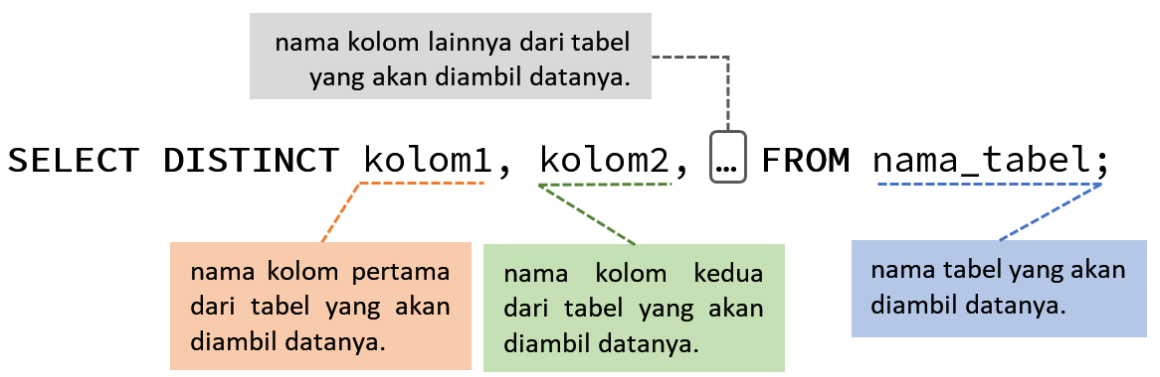 nama kolom lainnya dari tabel
yang akan diambil datanya.
SELECT DISTINCT kolom1, kolom2, … FROM nama_tabel;
nama kolom pertama
dari tabel yang akan
diambil datanya.
nama kolom kedua
dari tabel yang akan
diambil datanya.
nama tabel yang akan
diambil datanya.